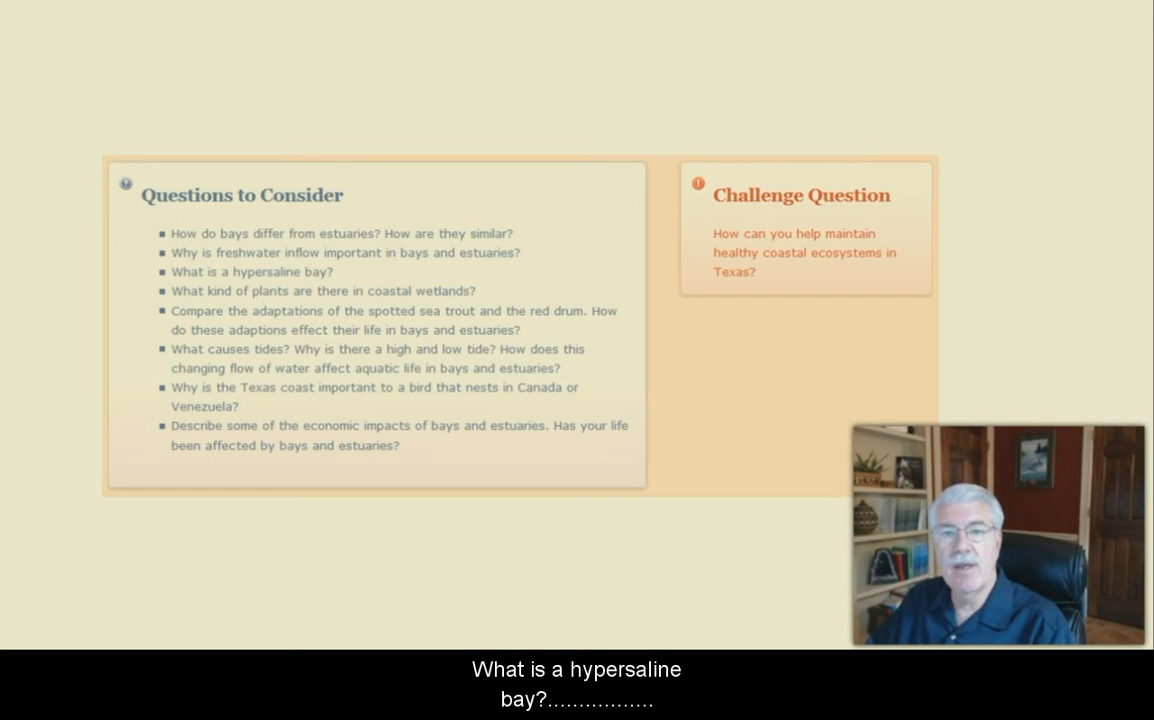 Questions to Consider
How do bays differ from estuaries? How are they similar?
Why is freshwater inflow important in bays and estuaries?
What is a hypersaline bay?
What kind of plants are there in coastal wetlands?
Compare the adaptations of the spotted sea trout and the red drum. How
do these adaptions effect their life in bays and estuaries?
What causes tides? Why is there a high and low tide? How does this
changing flow of water affect aquatic life in bays and estuaries?
Why is the Texas coast important to a bird that nests in Canada or
Venezuela?
Describe some of the economic impacts of bays and estuaries. Has your life
been affected by bays and estuaries?
Challenge Question
How can you help maintain
healthy coastal ecosystems in
Texas?
What is a hypersaline
bay?.................